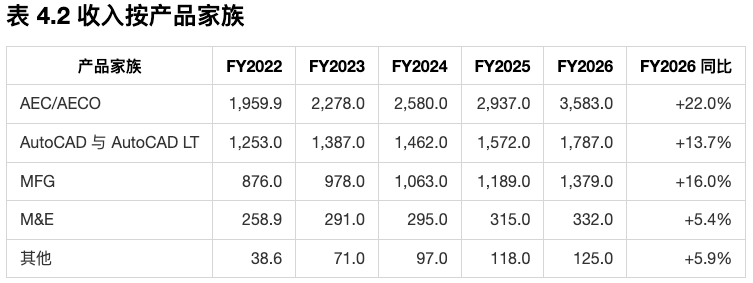 表 4.2 收入按产品家族
产品家族 FY2022 FY2023 FY2024 FY2025 FY2026 FY2026 同比
AEC/AECO 1,959.9 2,278.0 2,580.0 2,937.0 3,583.0 +22.0%
AutoCAD 与 AutoCAD LT 1,253.0 1,387.0 1,462.0 1,572.0 1,787.0 +13.7%
MFG 876.0 978.0 1,063.0 1,189.0 1,379.0 +16.0%
M&E 258.9 291.0 295.0 315.0 332.0 +5.4%
其他 38.6 71.0 97.0 118.0 125.0 +5.9%